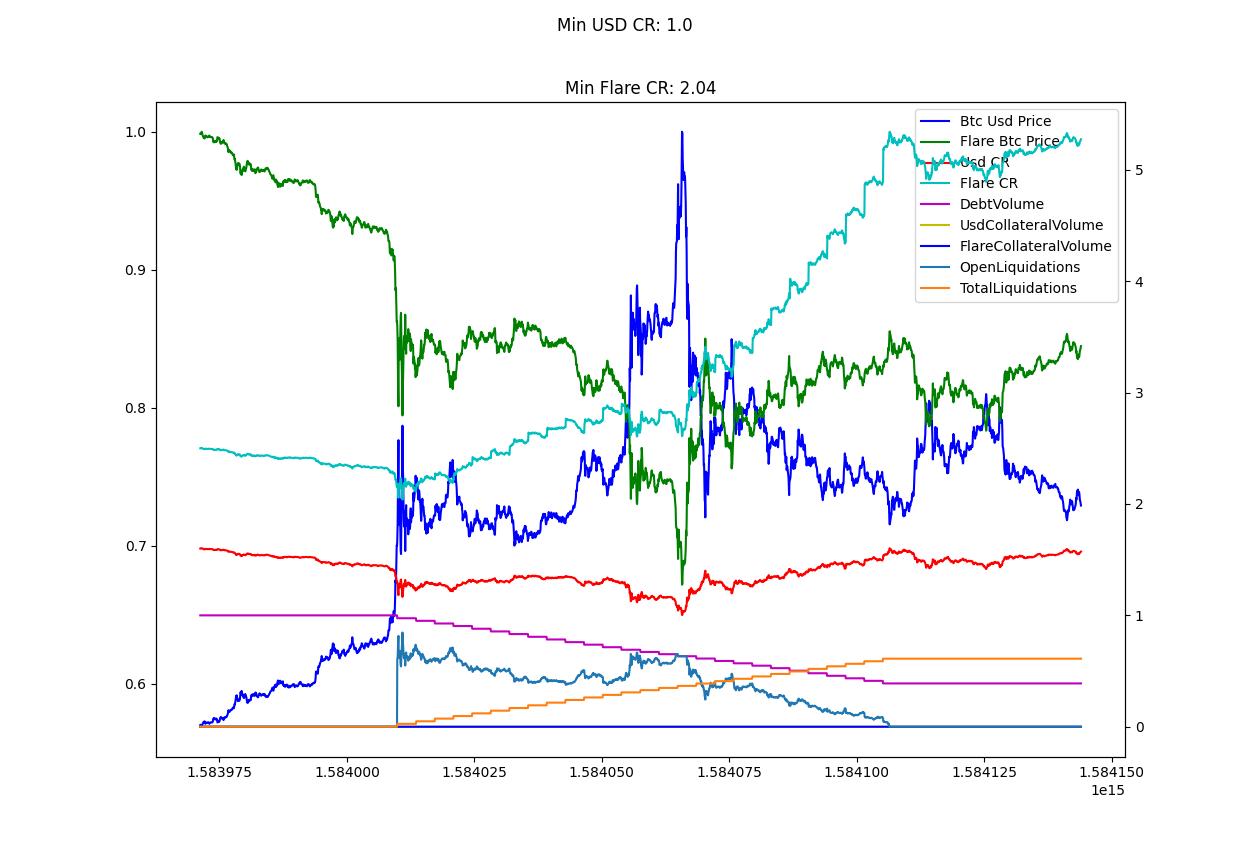 Min USD CR: 1.0
Min Flare CR: 2.04
Btc Usd Price
Flare Btc Price
Usd CR
Flare CR
DebtVolume
UsdCollateralVolume
FlareCollateralVolume
OpenLiquidations
TotalLiquidations
1.0
0.9
0.8
0.7
0.6
5
4
3
2
1
0
1.583975 1.584000 1.584025 1.584050 1.584075 1.584100 1.584125 1.584150
1e15